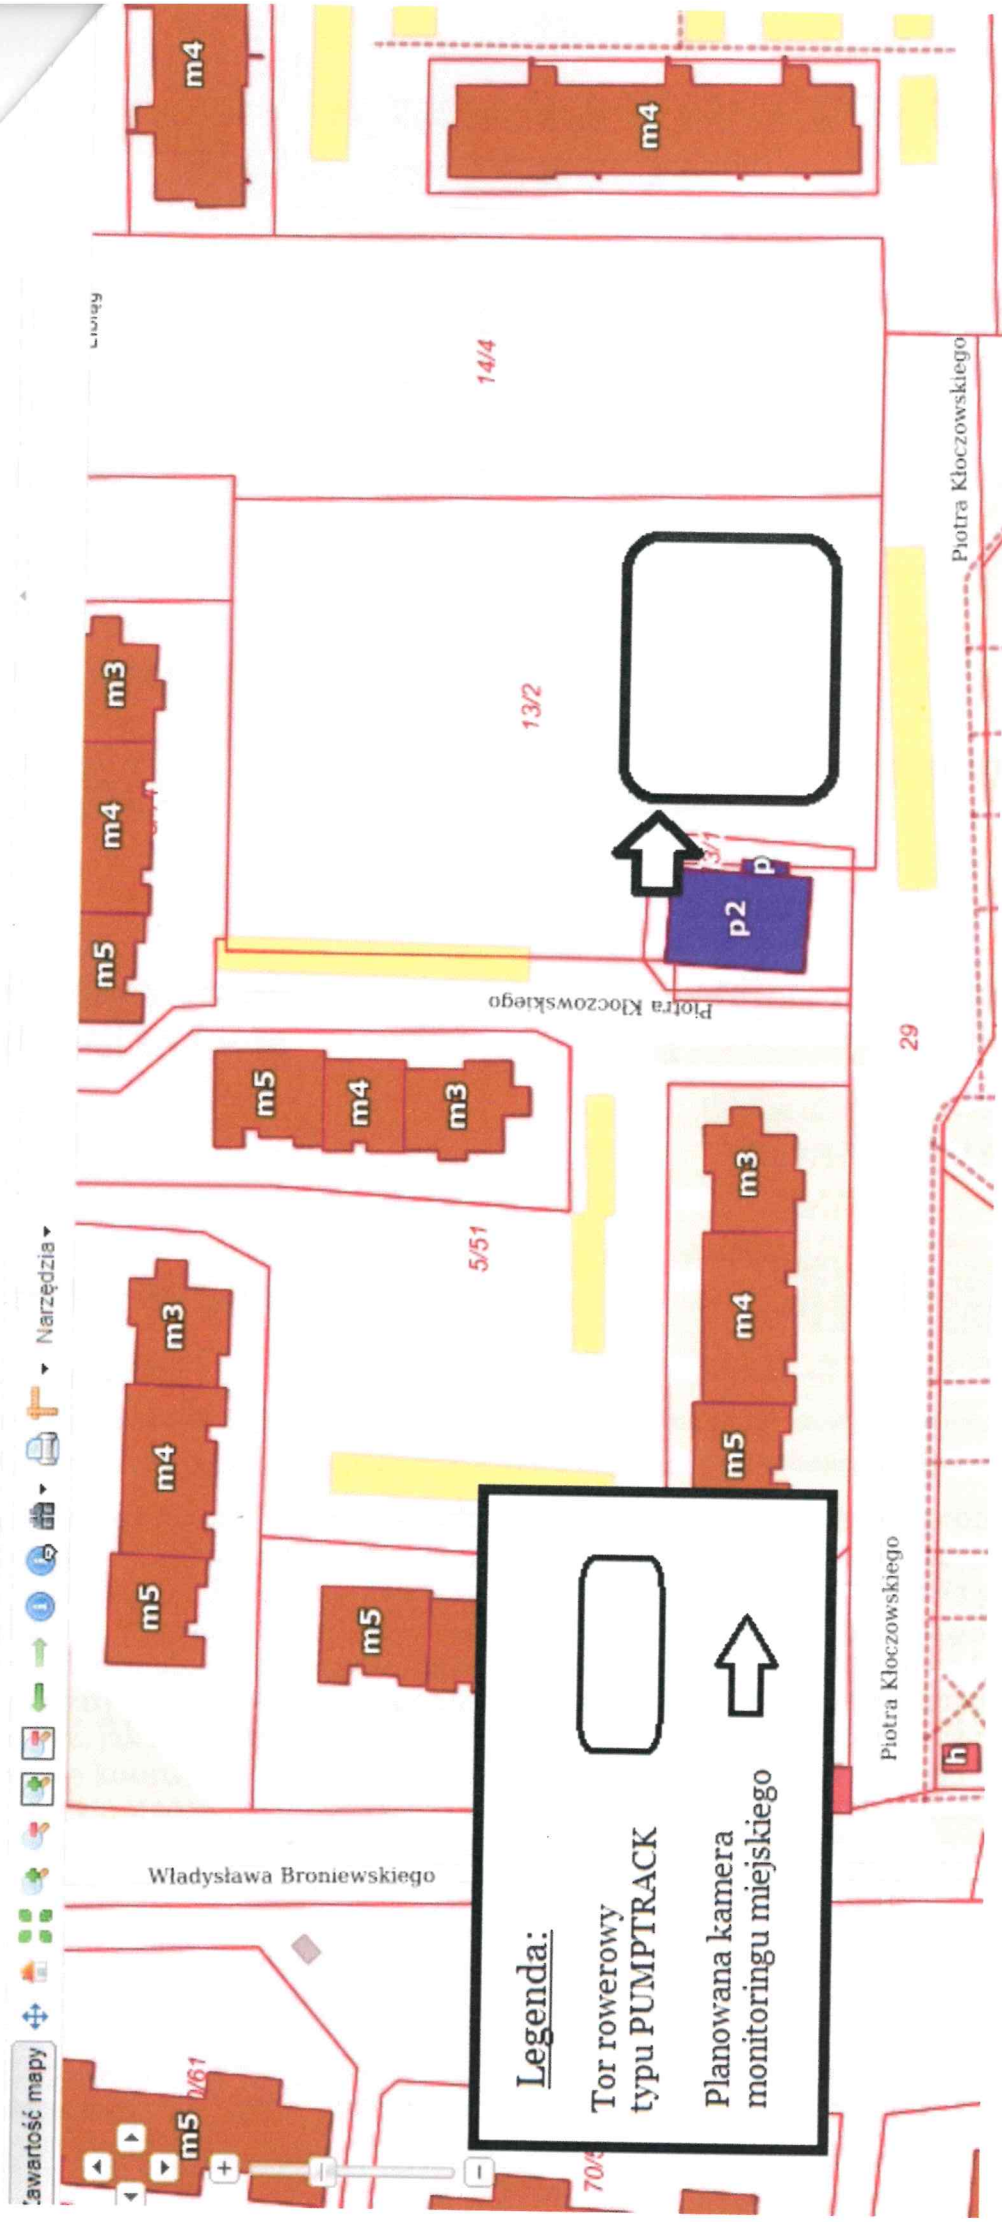 Zawartość mapy
Narzędzia
m4
m4
14/4
13/2
m3
m4
m5
p
p2
Piotra Kłoczowskiego
Piotra Kłoczowskiego
29
m5
m4
m3
5/51
m3
m4
m5
m3
m4
m5
m5
Piotra Kłoczowskiego
h
Władysława Broniewskiego
m5
Legenda:
Tor rowerowy
typu PUMPTRACK
Planowana kamera
monitoringu miejskiego